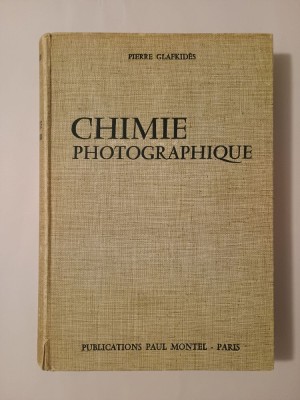 PIERRE GLAFKIDÈS
CHIMIE
PHOTOGRAPHIQUE
PUBLICATIONS PAUL MONTEL - PARIS